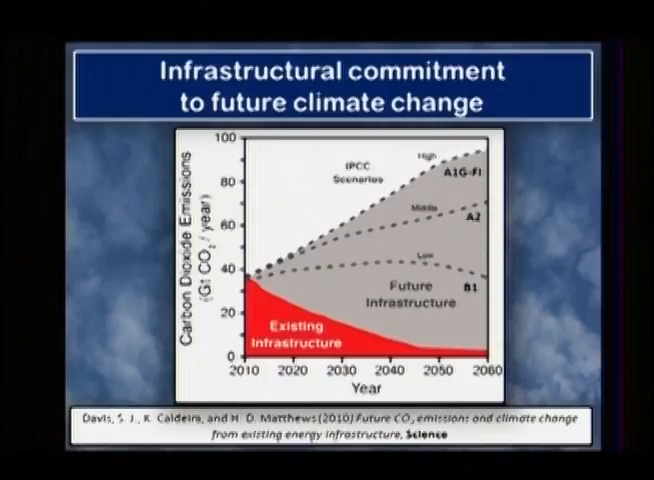 Infrastructural commitment
to future climate change
Carbon Dioxide Emissions
(Gt CO₂ / year)
100
80
60
40
20
0
IPCC
Scenarios
High
A1G-FI
Middle
A2
Low
B1
Future
Infrastructure
Existing
Infrastructure
2010 2020 2030 2040 2050 2060
Year
Davis, S. J., K. Caldeira, and H. D. Matthews (2010) Future CO₂ emissions and climate change
from existing energy infrastructure, Science